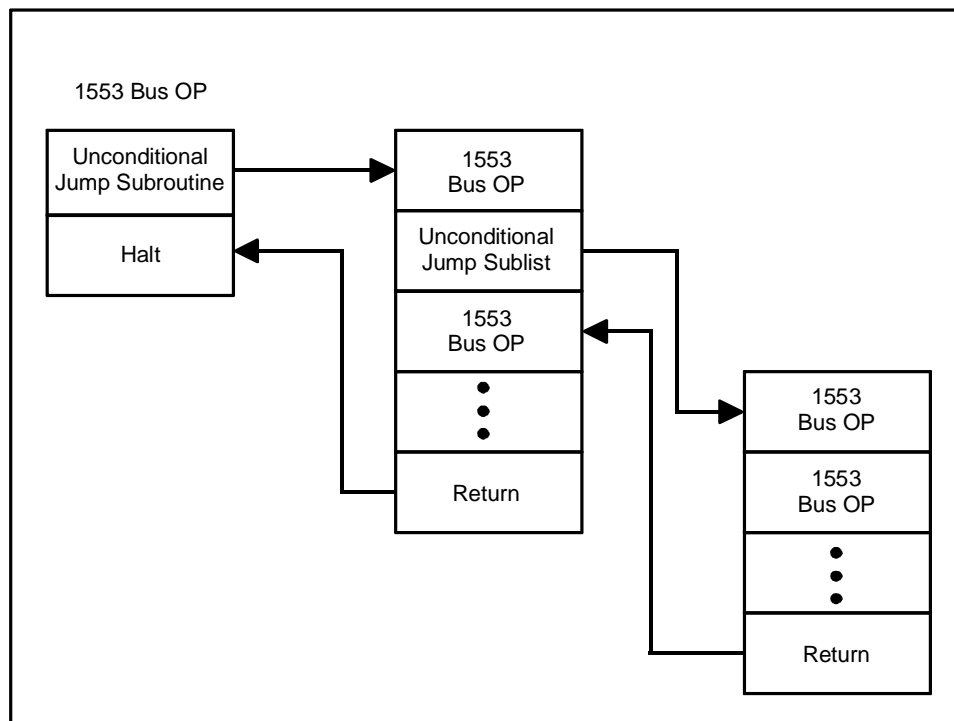 1553 Bus OP
Unconditional
Jump Subroutine
Halt
1553
Bus OP
Unconditional
Jump Sublist
1553
Bus OP
Return
1553
Bus OP
1553
Bus OP
Return